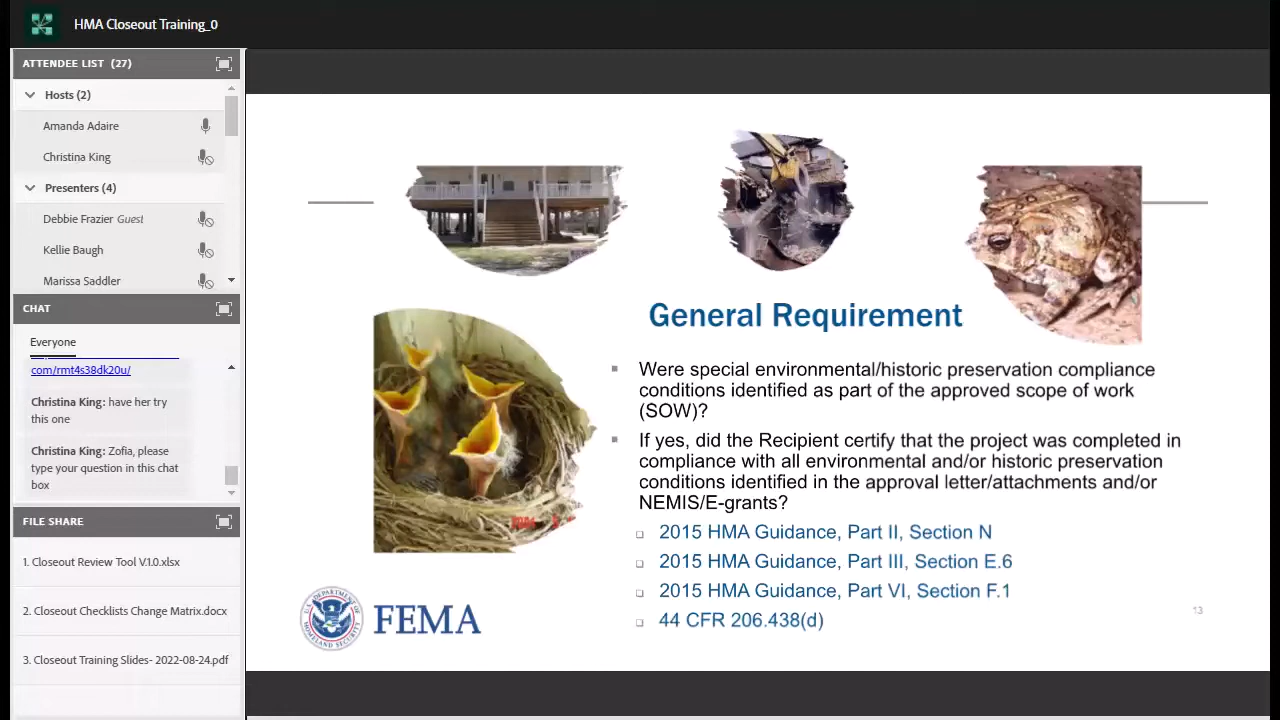 HMA Closeout Training_0
ATTENDEE LIST (27)
Hosts (2)
Amanda Adaire
Christina King
Presenters (4)
Debbie Frazier Guest
Kellie Baugh
Marissa Saddler
CHAT
Everyone
com/rmt4s38dk20u/
Christina King: have her try
this one
Christina King: Zofia, please
type your question in this chat
box
FILE SHARE
1. Closeout Review Tool V.1.0.xlsx
2. Closeout Checklists Change Matrix.docx
3. Closeout Training Slides- 2022-08-24.pdf
General Requirement
▪ Were special environmental/historic preservation compliance
conditions identified as part of the approved scope of work
(SOW)?
▪ If yes, did the Recipient certify that the project was completed in
compliance with all environmental and/or historic preservation
conditions identified in the approval letter/attachments and/or
NEMIS/E-grants?
❑ 2015 HMA Guidance, Part II, Section N
❑ 2015 HMA Guidance, Part III, Section E.6
❑ 2015 HMA Guidance, Part VI, Section F.1
❑ 44 CFR 206.438(d)
FEMA
13